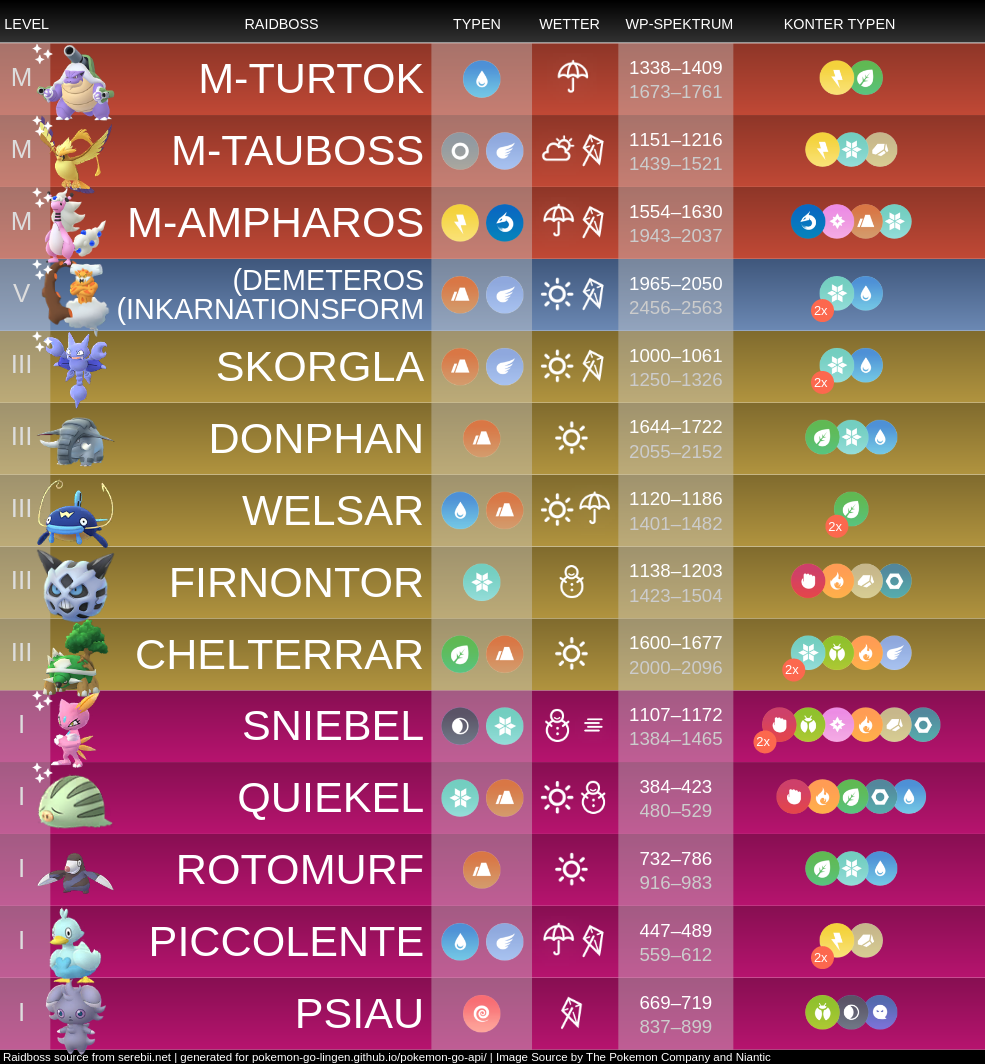 LEVEL RAIDBOSS TYPEN WETTER WP-SPEKTRUM KONTER TYPEN
M M-TURTOK 1338–1409
1673–1761
M M-TAUBOSS 1151–1216
1439–1521
M M-AMPHAROS 1554–1630
1943–2037
V (DEMETEROS 1965–2050
(INKARNATIONSFORM 2456–2563 2x
III SKORGLA 1000–1061
1250–1326 2x
III DONPHAN 1644–1722
2055–2152
III WELSAR 1120–1186
1401–1482 2x
III FIRNONTOR 1138–1203
1423–1504
III CHELTERRAR 1600–1677
2000–2096 2x
I SNIEBEL 1107–1172
1384–1465 2x
I QUIEKEL 384–423
480–529
I ROTOMURF 732–786
916–983
I PICCOLENTE 447–489
559–612 2x
I PSIAU 669–719
837–899
Raidboss source from serebii.net | generated for pokemon-go-lingen.github.io/pokemon-go-api/ | Image Source by The Pokemon Company and Niantic